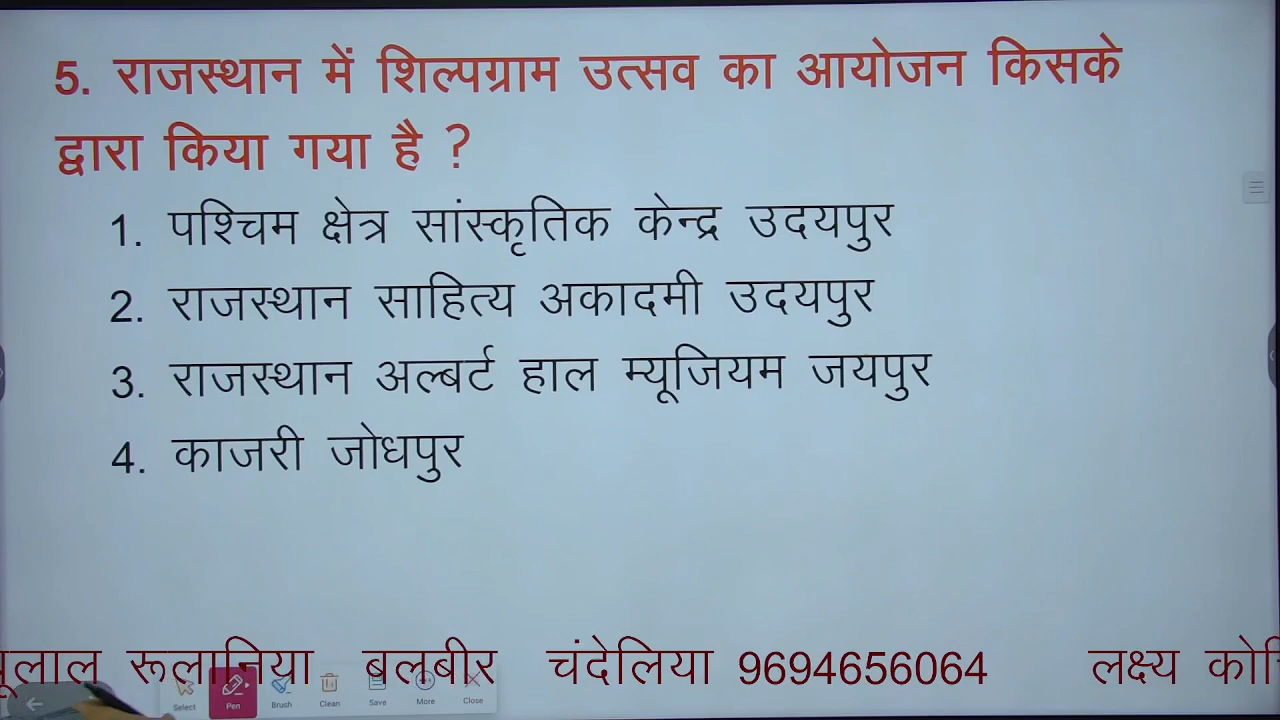 5. राजस्थान में शिल्पग्राम उत्सव का आयोजन किसके
द्वारा किया गया है ?
1. पश्चिम क्षेत्र सांस्कृतिक केन्द्र उदयपुर
2. राजस्थान साहित्य अकादमी उदयपुर
3. राजस्थान अल्बर्ट हाल म्यूजियम जयपुर
4. काजरी जोधपुर
रूलानिया बलबीर चंदेलिया 9694656064 लक्ष्य
Select Pen Brush Clean Save More Close